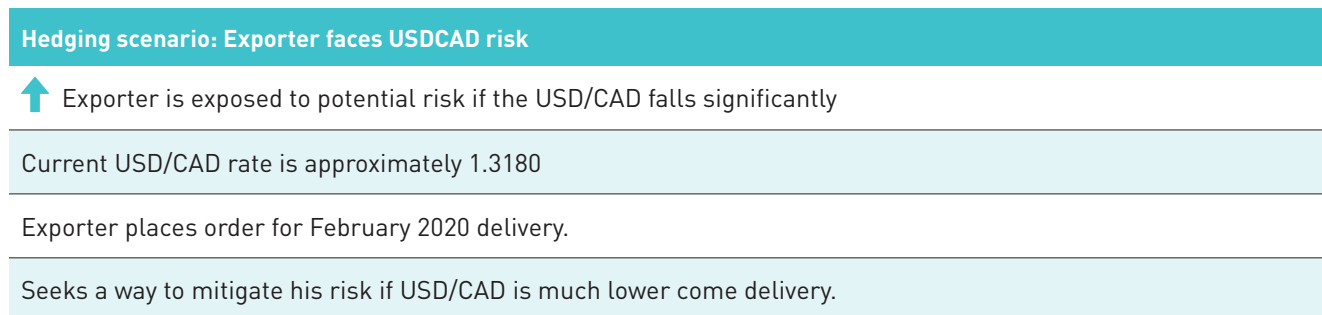 Hedging scenario: Exporter faces USDCAD risk
Exporter is exposed to potential risk if the USD/CAD falls significantly
Current USD/CAD rate is approximately 1.3180
Exporter places order for February 2020 delivery.
Seeks a way to mitigate his risk if USD/CAD is much lower come delivery.